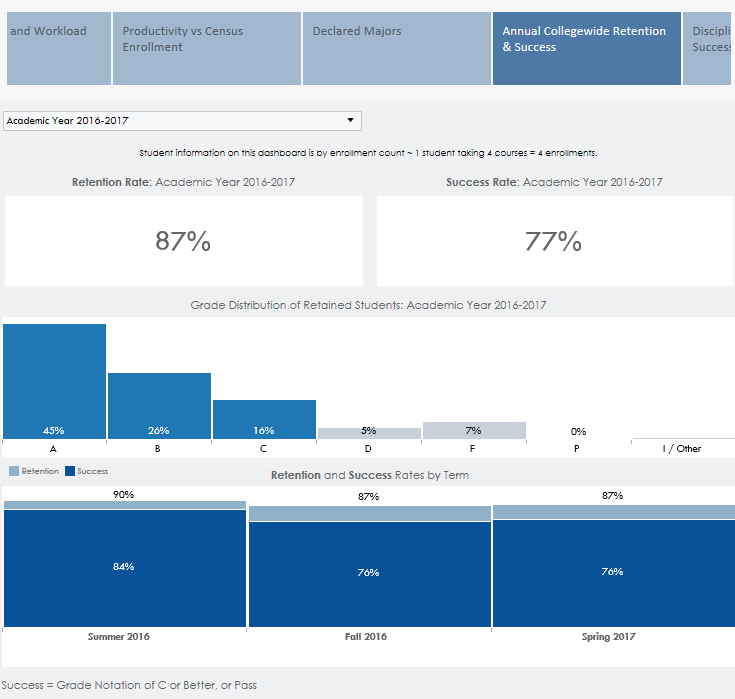 and Workload
Productivity vs Census
Enrollment
Declared Majors
Annual Collegewide Retention
& Success
Discipli
Success
Academic Year 2016-2017
Student information on this dashboard is by enrollment count ~ 1 student taking 4 courses = 4 enrollments.
Retention Rate: Academic Year 2016-2017
Success Rate: Academic Year 2016-2017
87%
77%
Grade Distribution of Retained Students: Academic Year 2016-2017
45%
26%
16%
5%
7%
0%
A
B
C
D
F
P
I / Other
Retention
Success
Retention and Success Rates by Term
90%
87%
87%
84%
76%
76%
Summer 2016
Fall 2016
Spring 2017
Success = Grade Notation of C or Better, or Pass